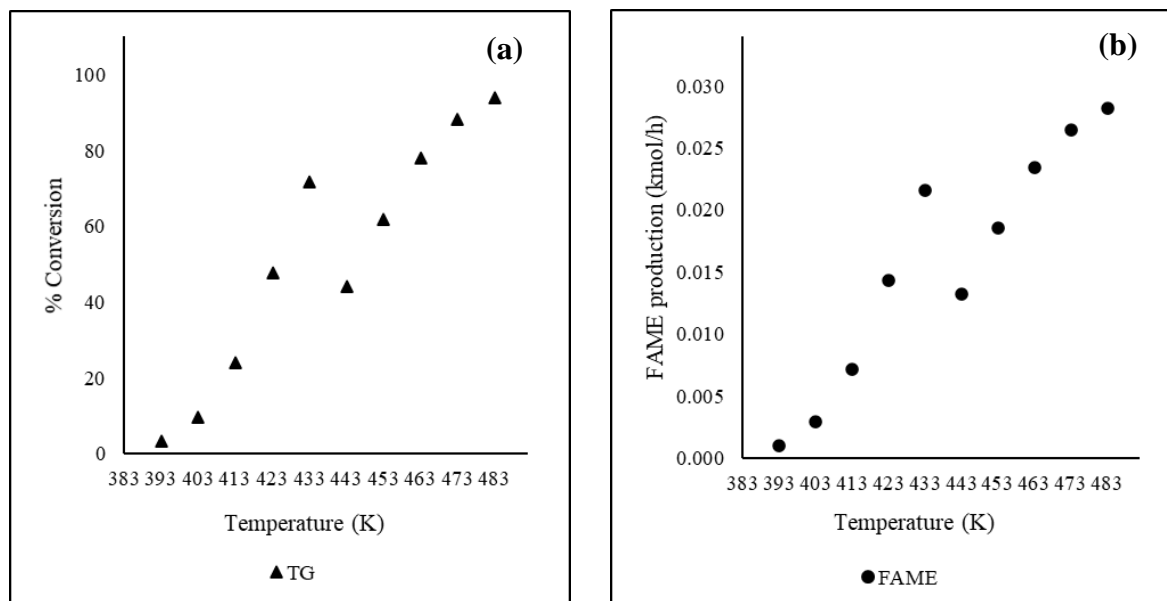 (a)
% Conversion
100
80
60
40
20
0
383 393 403 413 423 433 443 453 463 473 483
Temperature (K)
TG
(b)
FAME production (kmol/h)
0.030
0.025
0.020
0.015
0.010
0.005
0.000
383 393 403 413 423 433 443 453 463 473 483
Temperature (K)
FAME